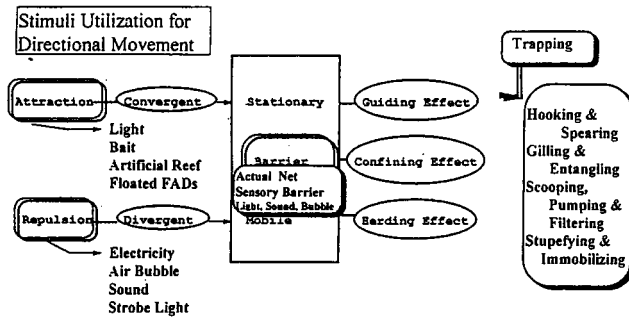 Stimuli Utilization for
Directional Movement
Attraction
Convergent
Light
Bait
Artificial Reef
Floated FADs
Repulsion
Divergent
Electricity
Air Bubble
Sound
Strobe Light
Stationary
Barrier
Actual Net
Sensory Barrier
Light, Sound, Bubble
Mobile
Guiding Effect
Confining Effect
Herding Effect
Trapping
Hooking &
Spearing
Gilling &
Entangling
Scooping,
Pumping &
Filtering
Stupefying &
Immobilizing